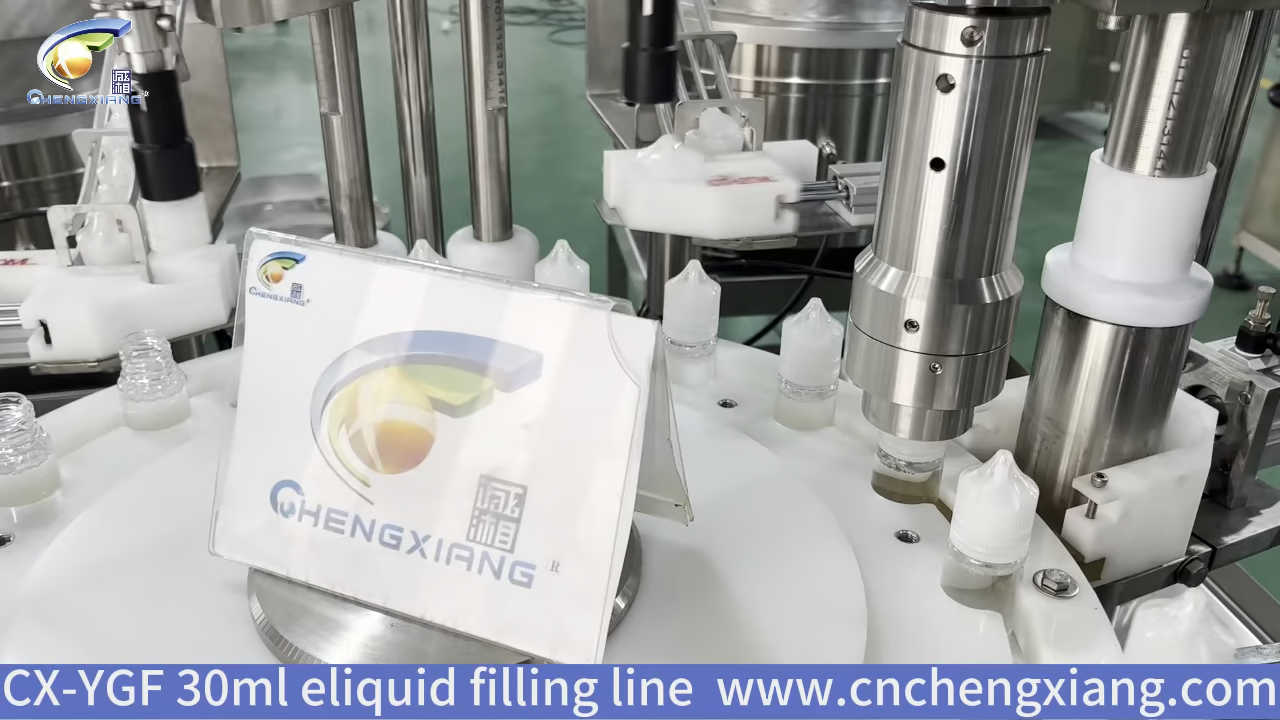 诚湘
CHENGXIANG®
CHENGXIANG®
诚湘
诚湘
CHENGXIANG ®
CX-YGF 30ml eliquid filling line www.cnchengxiang.com